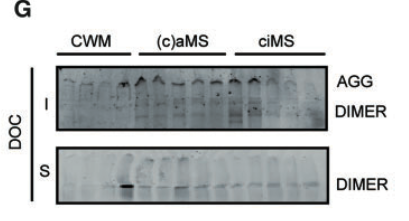 G
CWM (c)aMS ciMS
AGG
I
DIMER
DOC
S
DIMER